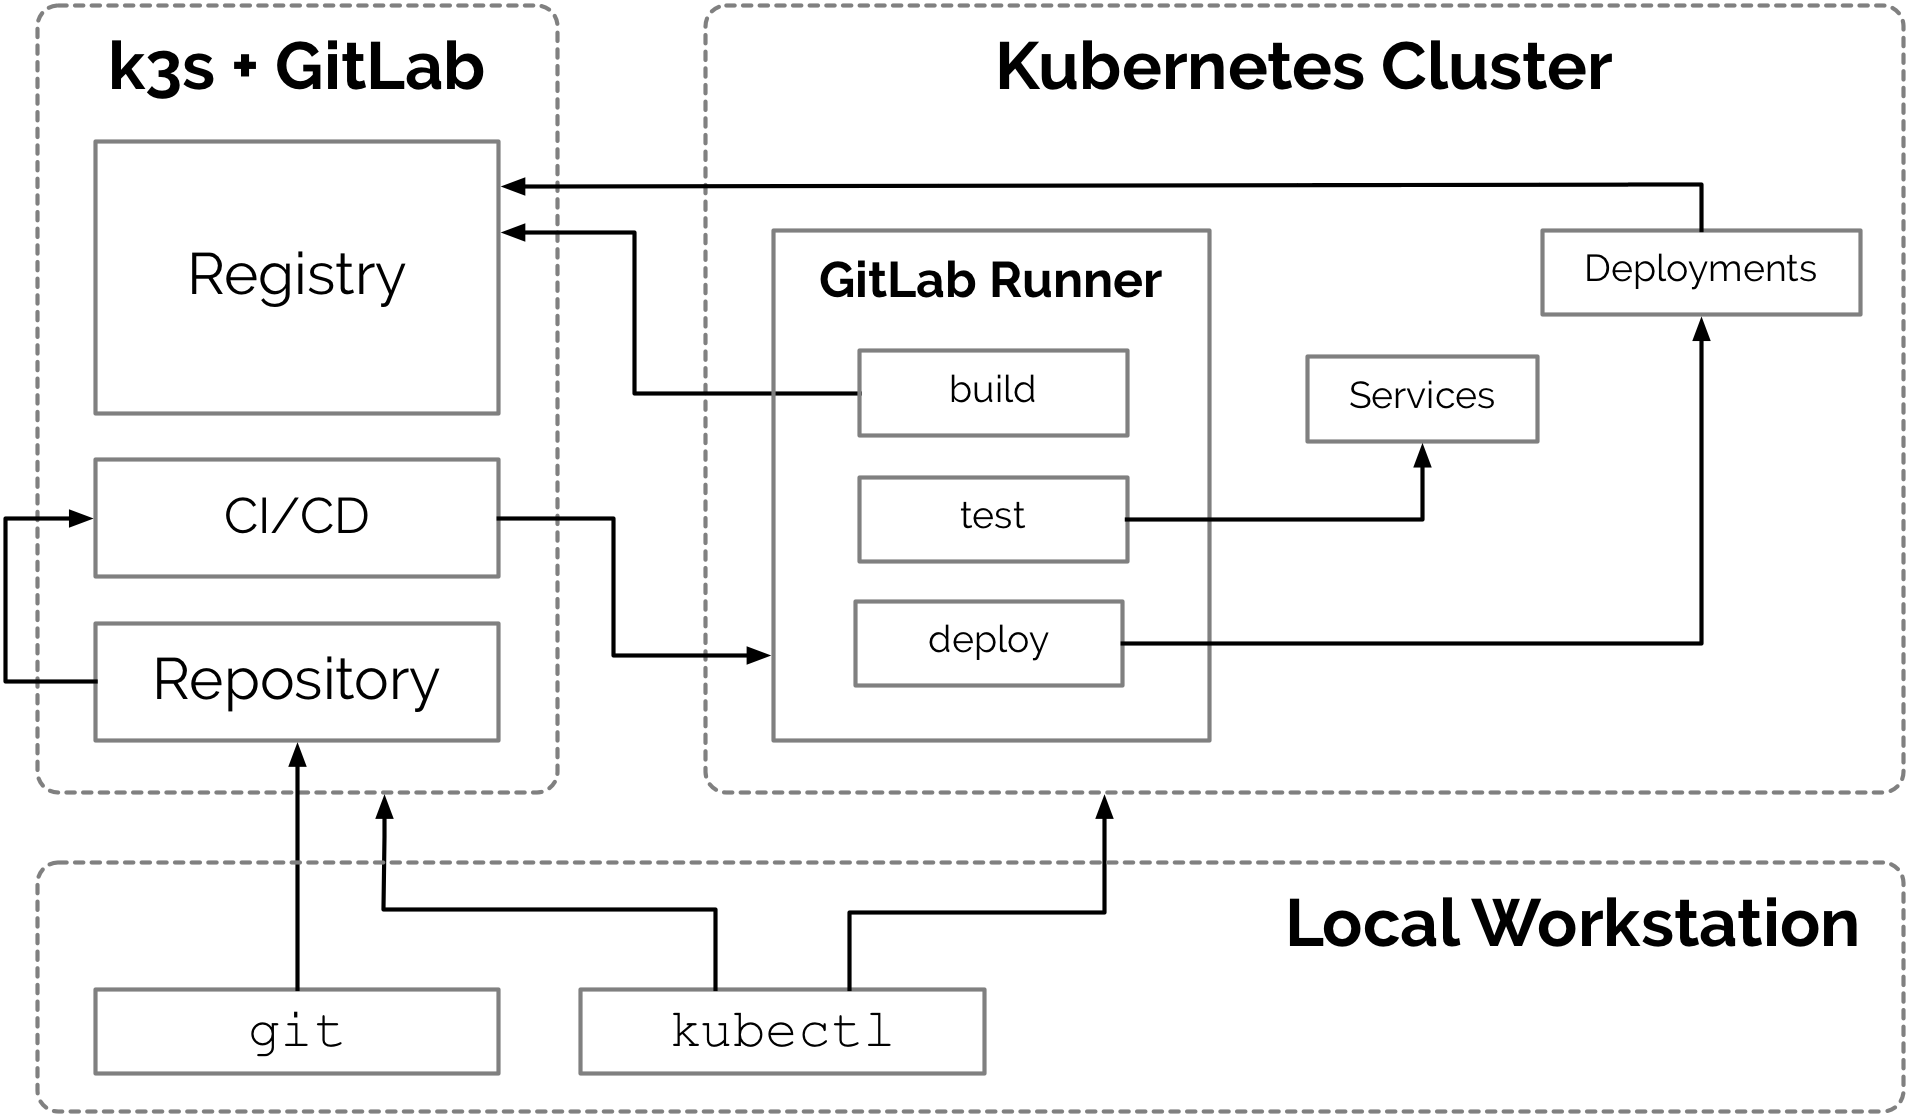 k3s + GitLab
Registry
CI/CD
Repository
Kubernetes Cluster
GitLab Runner
build
test
deploy
Services
Deployments
Local Workstation
git
kubectl